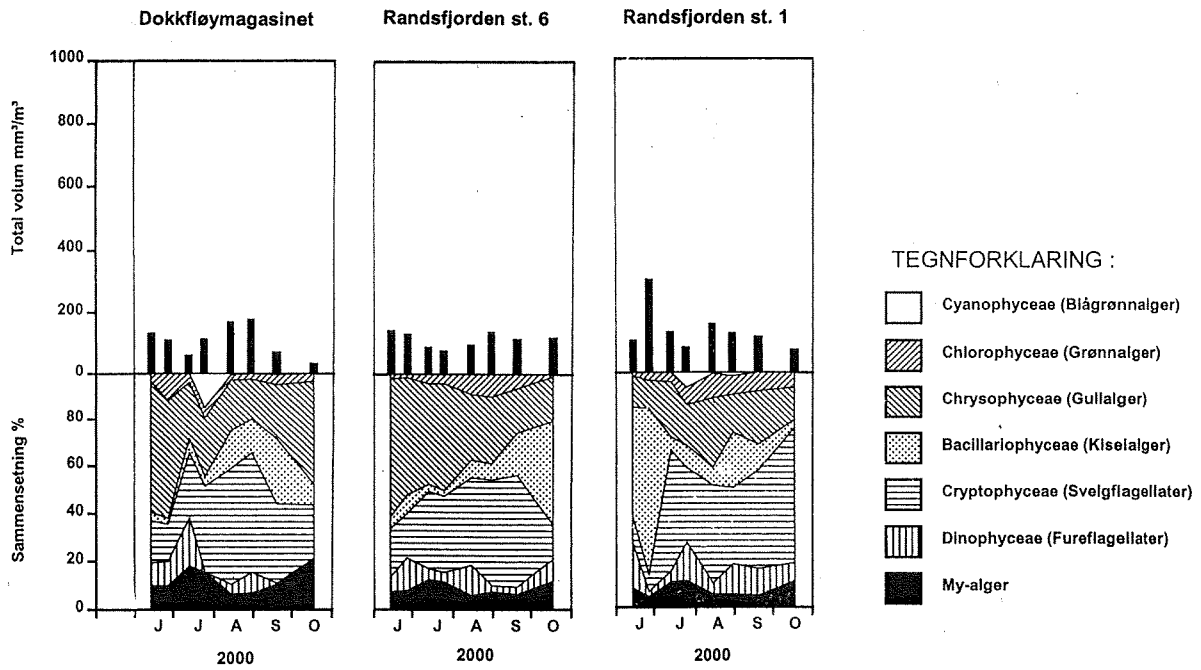 Dokkfløymagasinet
Randsfjorden st. 6
Randsfjorden st. 1
Total volum mm³/m³
1000
800
600
400
200
0
Sammensetning %
80
60
40
20
0
J J A S O
2000
J J A S O
2000
J J A S O
2000
TEGNFORKLARING :
Cyanophyceae (Blågrønnalger)
Chlorophyceae (Grønnalger)
Chrysophyceae (Gullalger)
Bacillariophyceae (Kiselalger)
Cryptophyceae (Svelgflagellater)
Dinophyceae (Fureflagellater)
My-alger